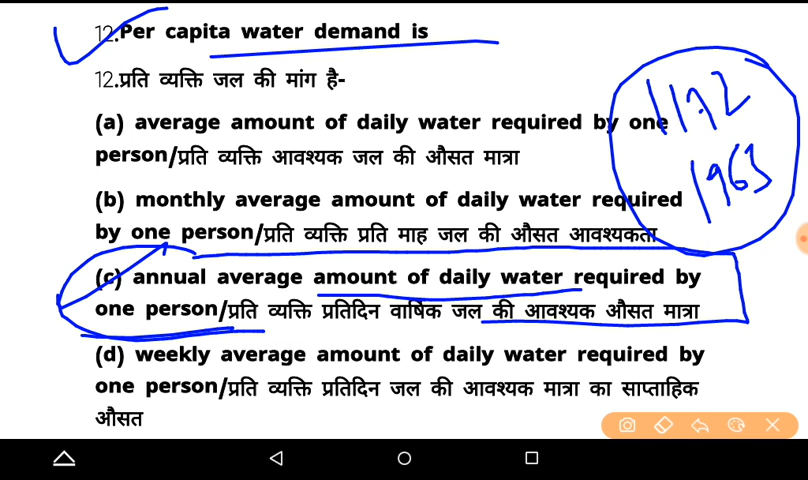 12.Per capita water demand is
12.प्रति व्यक्ति जल की मांग है-
(a) average amount of daily water required by one
person/प्रति व्यक्ति आवश्यक जल की औसत मात्रा
(b) monthly average amount of daily water required
by one person/प्रति व्यक्ति प्रति माह जल की औसत आवश्यकता
(c) annual average amount of daily water required by
one person/प्रति व्यक्ति प्रतिदिन वार्षिक जल की आवश्यक औसत मात्रा
(d) weekly average amount of daily water required by
one person/प्रति व्यक्ति प्रतिदिन जल की आवश्यक मात्रा का साप्ताहिक
औसत
1172
1963